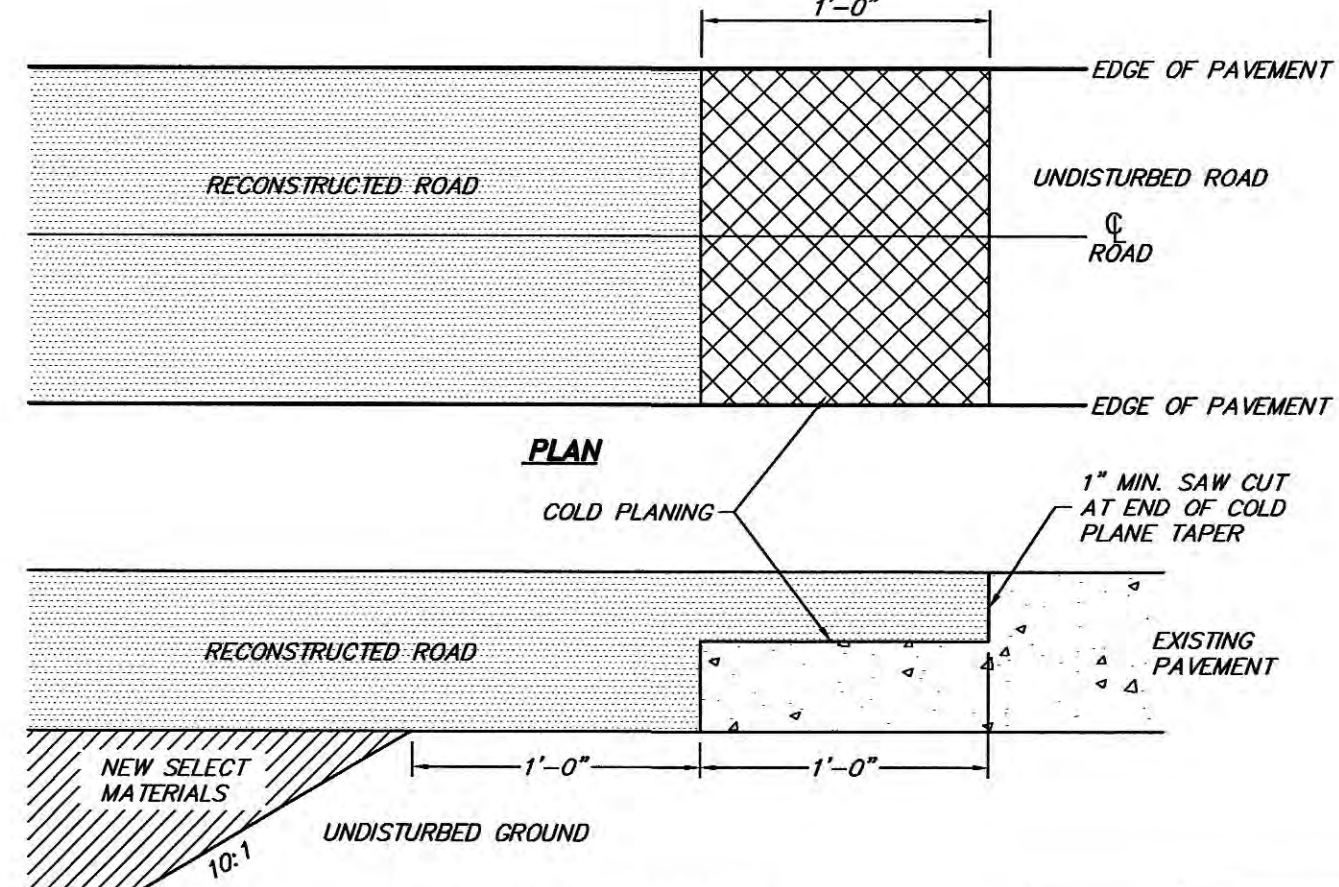 1'-0"
EDGE OF PAVEMENT
RECONSTRUCTED ROAD
UNDISTURBED ROAD
℄
ROAD
EDGE OF PAVEMENT
PLAN
COLD PLANING
1" MIN. SAW CUT
AT END OF COLD
PLANE TAPER
RECONSTRUCTED ROAD
EXISTING
PAVEMENT
1'-0"
1'-0"
NEW SELECT
MATERIALS
UNDISTURBED GROUND
10:1